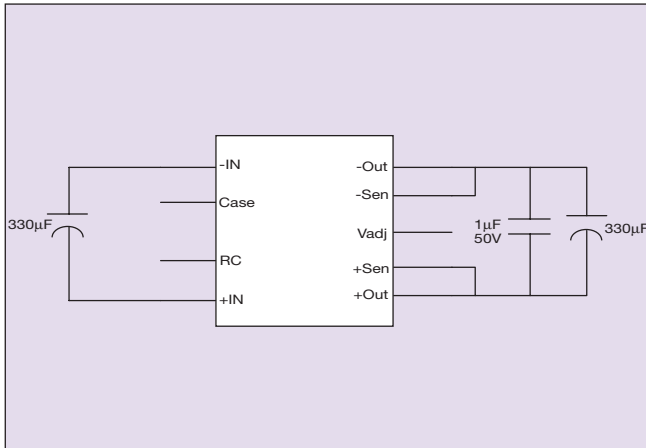 -IN
-Out
Case
-Sen
330µF
1µF
50V
330µF
Vadj
RC
+Sen
+IN
+Out